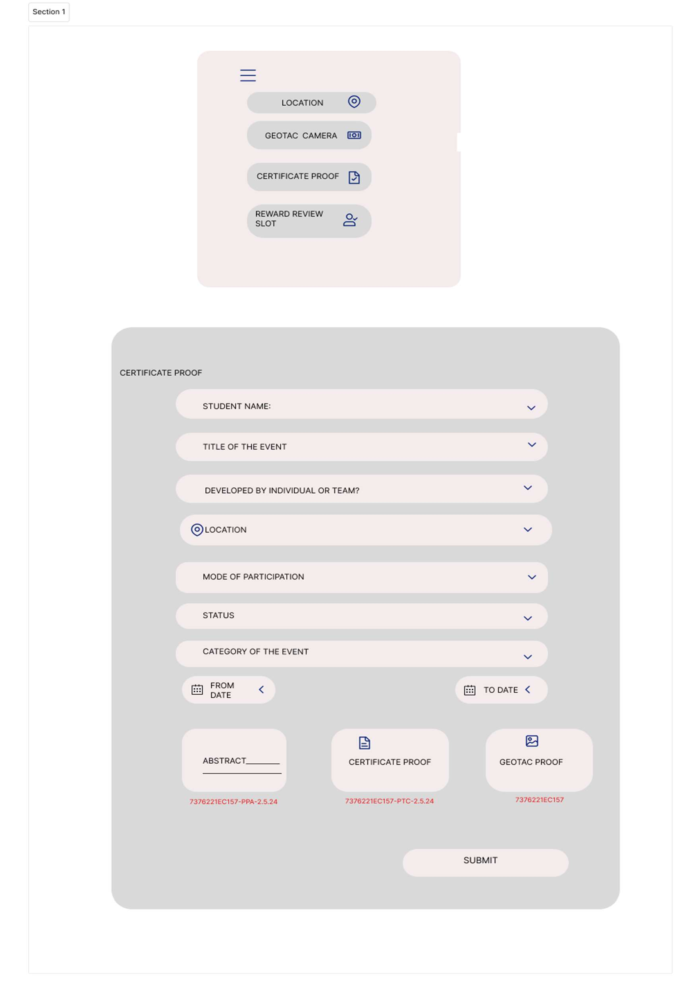 Section 1
LOCATION
GEOTAC CAMERA
CERTIFICATE PROOF
REWARD REVIEW
SLOT
CERTIFICATE PROOF
STUDENT NAME:
TITLE OF THE EVENT
DEVELOPED BY INDIVIDUAL OR TEAM?
LOCATION
MODE OF PARTICIPATION
STATUS
CATEGORY OF THE EVENT
FROM
DATE
TO DATE
ABSTRACT________
CERTIFICATE PROOF
GEOTAC PROOF
7376221EC157-PPA-2.5.24
7376221EC157-PTC-2.5.24
7376221EC157
SUBMIT